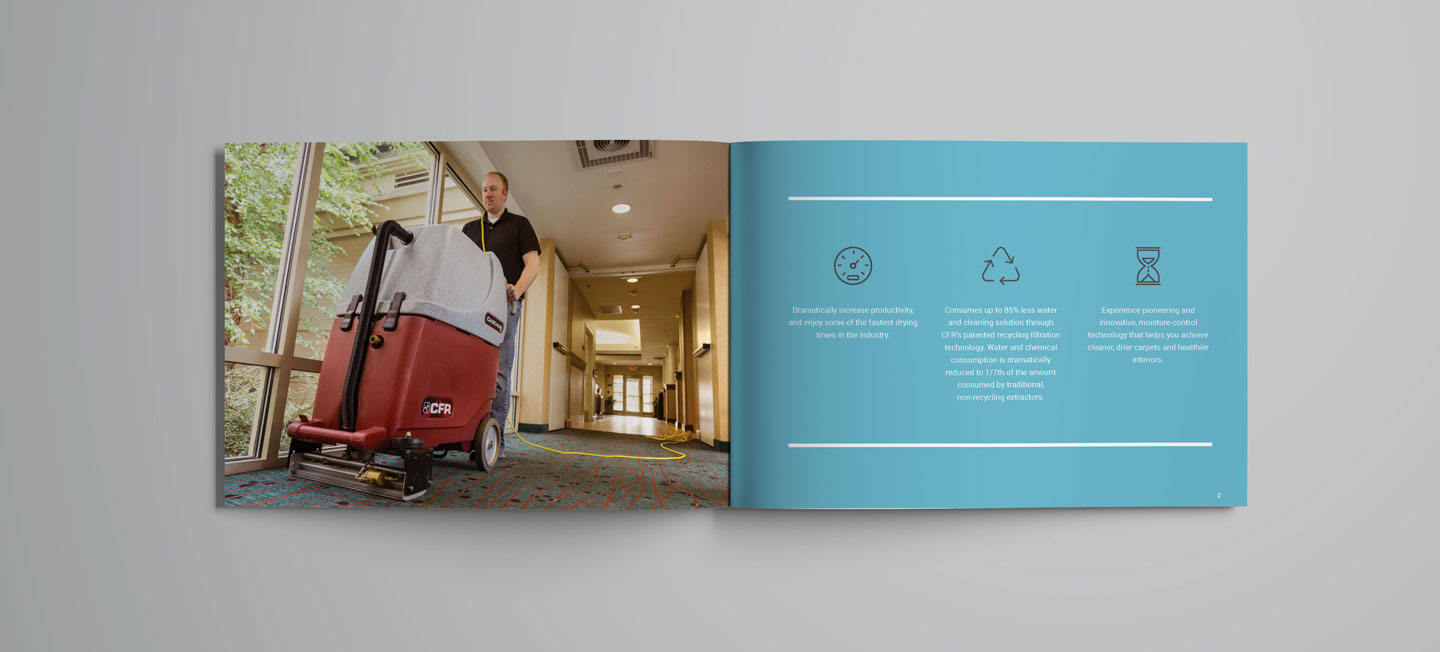 CASCADE
CFR
Dramatically increase productivity,
and enjoy some of the fastest drying
times in the industry.
Consumes up to 85% less water
and cleaning solution through
CFR's patented recycling filtration
technology. Water and chemical
consumption is dramatically
reduced to 1/7th of the amount
consumed by traditional,
non-recycling extractors.
Experience pioneering and
innovative, moisture-control
technology that helps you achieve
cleaner, drier carpets and healthier
interiors.
2